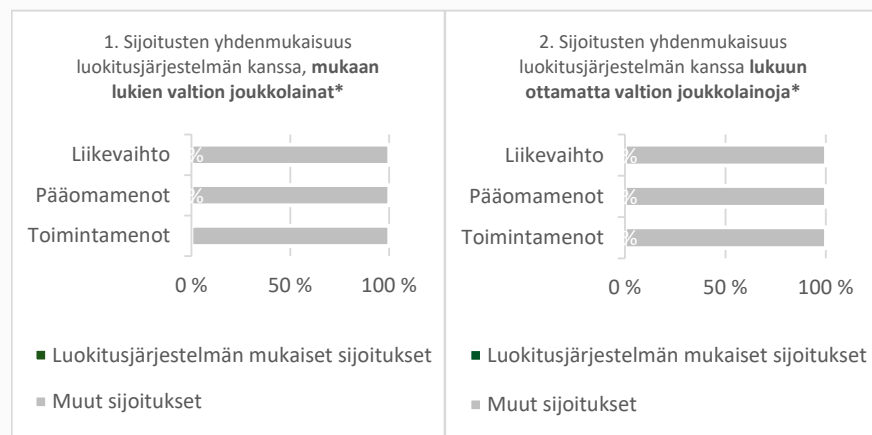 1. Sijoitusten yhdenmukaisuus
luokitusjärjestelmän kanssa, mukaan
lukien valtion joukkolainat*
Liikevaihto
%
Pääomamenot
%
Toimintamenot
0 %
50 %
100 %
Luokitusjärjestelmän mukaiset sijoitukset
Muut sijoitukset
2. Sijoitusten yhdenmukaisuus
luokitusjärjestelmän kanssa lukuun
ottamatta valtion joukkolainoja*
Liikevaihto
%
Pääomamenot
%
Toimintamenot
%
0 %
50 %
100 %
Luokitusjärjestelmän mukaiset sijoitukset
Muut sijoitukset